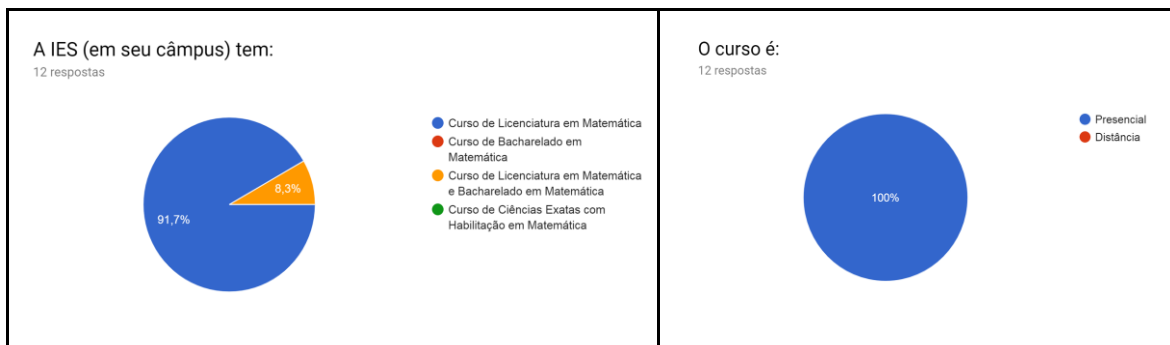 A IES (em seu câmpus) tem:
12 respostas
91,7%
8,3%
Curso de Licenciatura em Matemática
Curso de Bacharelado em
Matemática
Curso de Licenciatura em Matemática
e Bacharelado em Matemática
Curso de Ciências Exatas com
Habilitação em Matemática
O curso é:
12 respostas
100%
Presencial
Distância